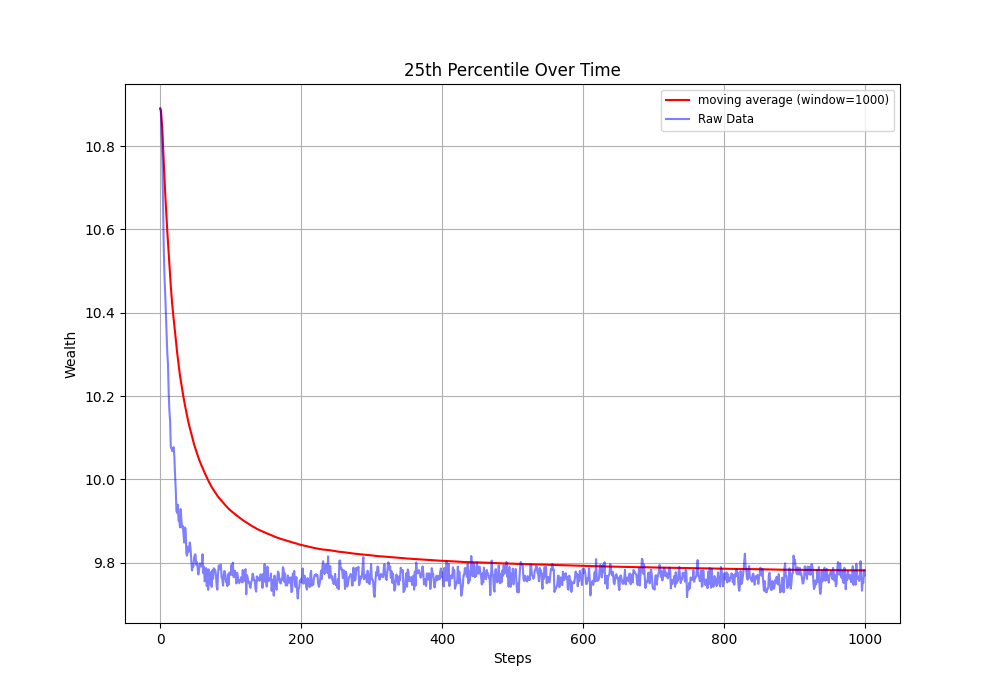 25th Percentile Over Time
moving average (window=1000)
Raw Data
Wealth
10.8
10.6
10.4
10.2
10.0
9.8
0
200
400
600
800
1000
Steps